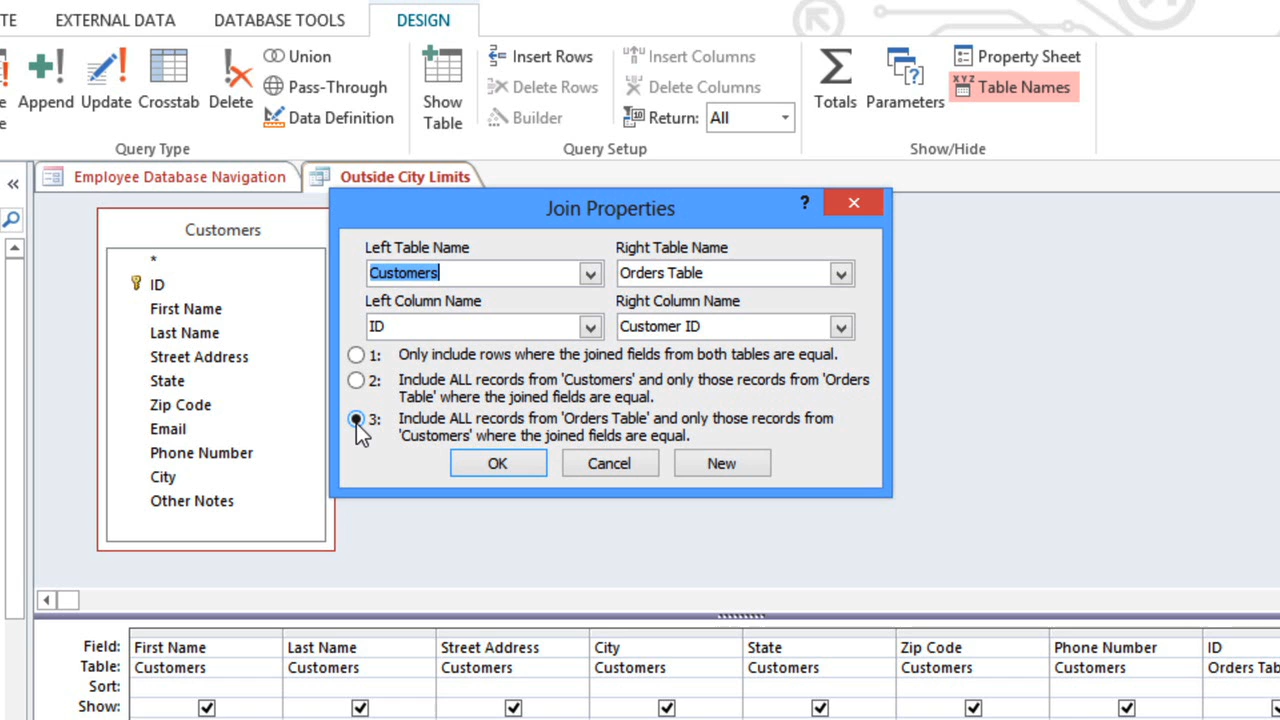 TE EXTERNAL DATA DATABASE TOOLS DESIGN
Append Update Crosstab Delete
Union
Pass-Through
Data Definition
Query Type
Show
Table
Insert Rows
Delete Rows
Builder
Insert Columns
Delete Columns
Return: All
Query Setup
Totals Parameters
Property Sheet
XYZ Table Names
Show/Hide
Employee Database Navigation Outside City Limits
Customers
*
ID
First Name
Last Name
Street Address
State
Zip Code
Email
Phone Number
City
Other Notes
Join Properties ?
Left Table Name Right Table Name
Customers Orders Table
Left Column Name Right Column Name
ID Customer ID
1: Only include rows where the joined fields from both tables are equal.
2: Include ALL records from 'Customers' and only those records from 'Orders
Table' where the joined fields are equal.
3: Include ALL records from 'Orders Table' and only those records from
'Customers' where the joined fields are equal.
OK Cancel New
Field: First Name Last Name Street Address City State Zip Code Phone Number ID
Table: Customers Customers Customers Customers Customers Customers Customers Orders Tab
Sort:
Show: